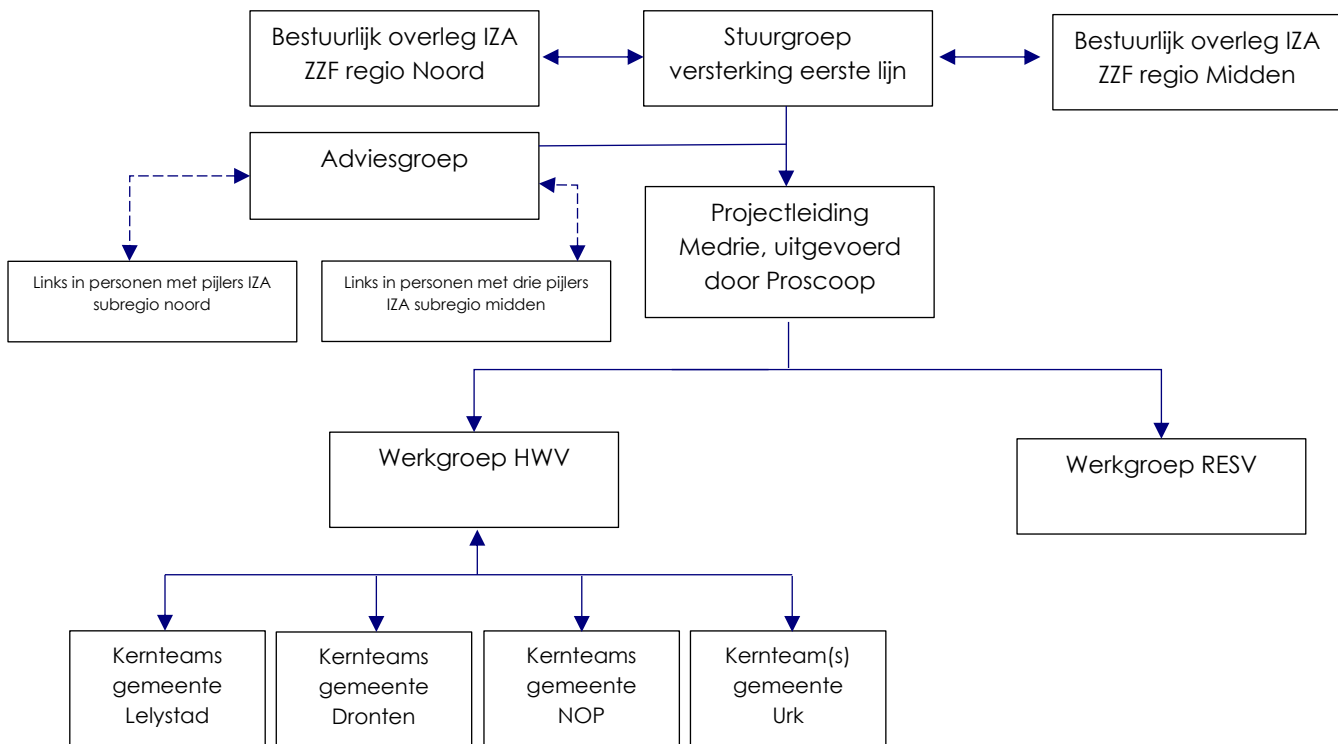 Bestuurlijk overleg IZA
ZZF regio Noord
Stuurgroep
versterking eerste lijn
Bestuurlijk overleg IZA
ZZF regio Midden
Adviesgroep
Projectleiding
Medrie, uitgevoerd
door Proscoop
Links in personen met pijlers IZA
subregio noord
Links in personen met drie pijlers
IZA subregio midden
Werkgroep HWV
Werkgroep RESV
Kernteams
gemeente
Lelystad
Kernteams
gemeente
Dronten
Kernteams
gemeente
NOP
Kernteam(s)
gemeente
Urk